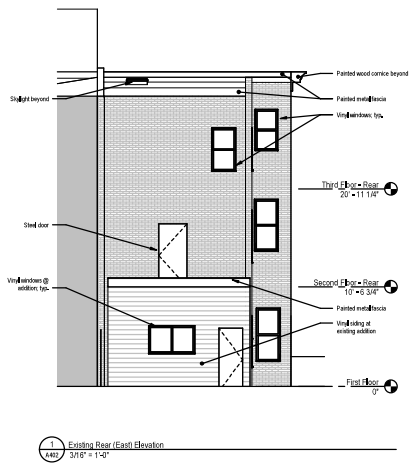 Painted wood cornice beyond
Skylight beyond
Painted metal fascia
Vinyl windows; typ.
Third Floor - Rear
20' - 11 1/4"
Steel door
Vinyl windows @
addition; typ.
Second Floor - Rear
10' - 6 3/4"
Painted metal fascia
Vinyl siding at
existing addition
First Floor
0"
1
A402
Existing Rear (East) Elevation
3/16" = 1'-0"